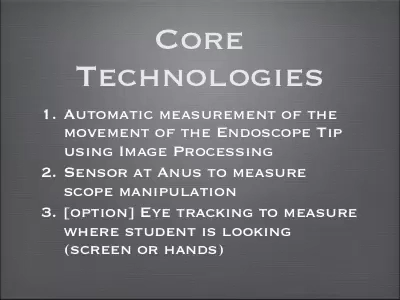 Core
Technologies
1. Automatic measurement of the
movement of the Endoscope Tip
using Image Processing
2. Sensor at Anus to measure
scope manipulation
3. [option] Eye tracking to measure
where student is looking
(screen or hands)